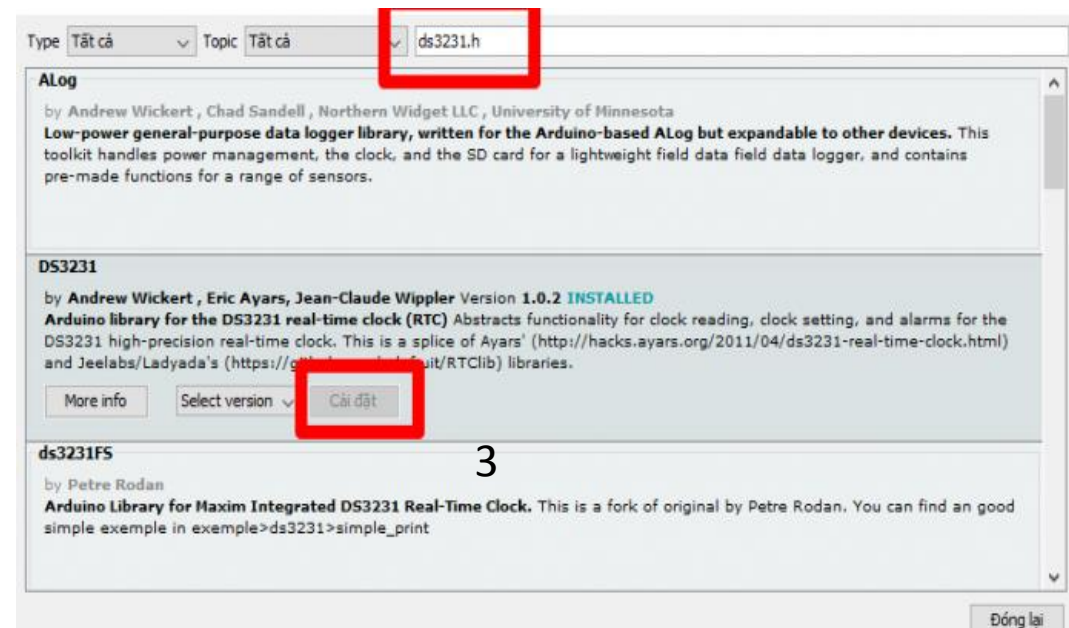 Type Tất cả Topic Tất cả ds3231.h
ALog
by Andrew Wickert , Chad Sandell , Northern Widget LLC , University of Minnesota
Low-power general-purpose data logger library, written for the Arduino-based ALog but expandable to other devices. This
toolkit handles power management, the clock, and the SD card for a lightweight field data field data logger, and contains
pre-made functions for a range of sensors.
DS3231
by Andrew Wickert , Eric Ayars, Jean-Claude Wippler Version 1.0.2 INSTALLED
Arduino library for the DS3231 real-time clock (RTC) Abstracts functionality for clock reading, clock setting, and alarms for the
DS3231 high-precision real-time clock. This is a splice of Ayars' (http://hacks.ayars.org/2011/04/ds3231-real-time-clock.html)
and Jeelabs/Ladyada's (https:// /RTClib) libraries.
More info Select version Cài đặt
3
ds3231FS
by Petre Rodan
Arduino Library for Maxim Integrated DS3231 Real-Time Clock. This is a fork of original by Petre Rodan. You can find an good
simple exemple in exemple>ds3231>simple_print
Đóng lại